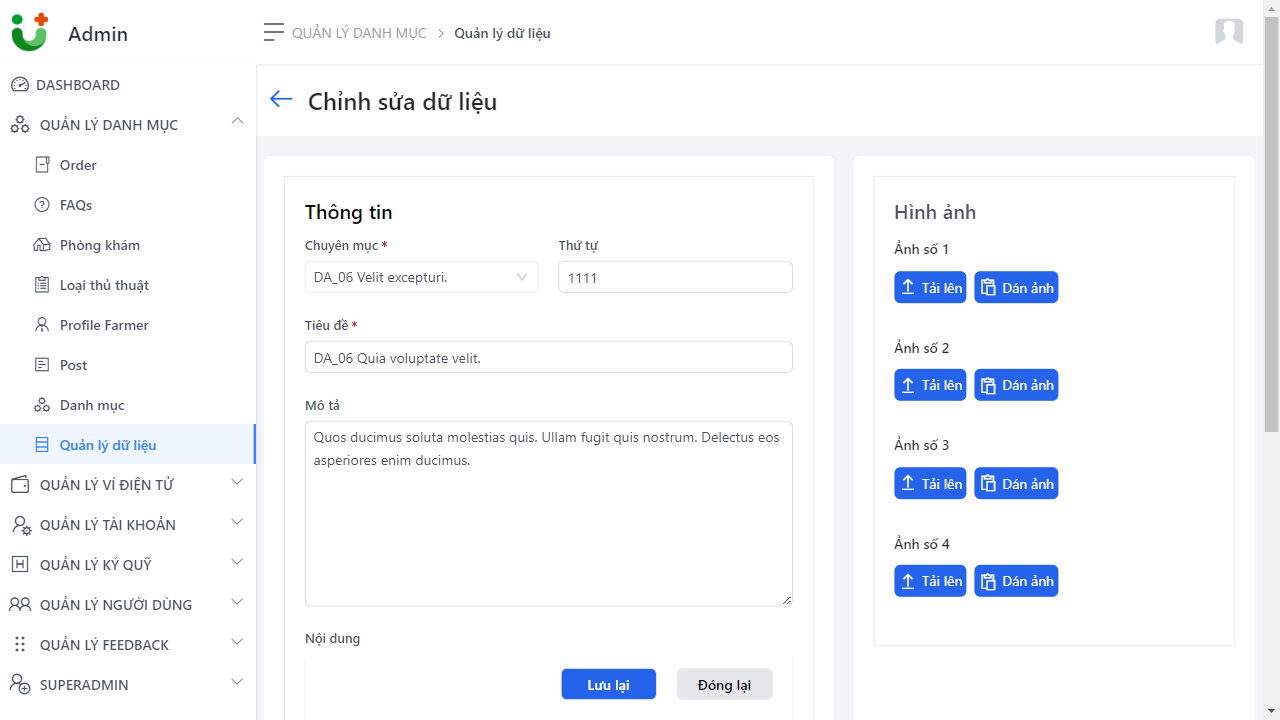 Admin
DASHBOARD
QUẢN LÝ DANH MỤC
Order
FAQs
Phòng khám
Loại thủ thuật
Profile Farmer
Post
Danh mục
Quản lý dữ liệu
QUẢN LÝ VÍ ĐIỆN TỬ
QUẢN LÝ TÀI KHOẢN
QUẢN LÝ KÝ QUỸ
QUẢN LÝ NGƯỜI DÙNG
QUẢN LÝ FEEDBACK
SUPERADMIN
QUẢN LÝ DANH MỤC > Quản lý dữ liệu
Chỉnh sửa dữ liệu
Thông tin
Chuyên mục * Thứ tự
DA_06 Velit excepturi. 1111
Tiêu đề *
DA_06 Quia voluptate velit.
Mô tả
Quos ducimus soluta molestias quis. Ullam fugit quis nostrum. Delectus eos
asperiores enim ducimus.
Nội dung
Lưu lại Đóng lại
Hình ảnh
Ảnh số 1
Tải lên Dán ảnh
Ảnh số 2
Tải lên Dán ảnh
Ảnh số 3
Tải lên Dán ảnh
Ảnh số 4
Tải lên Dán ảnh